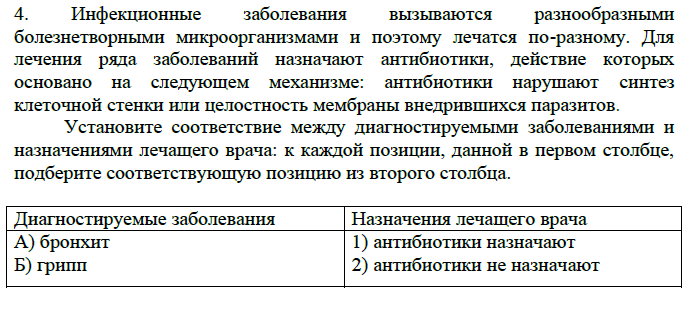 4. Инфекционные заболевания вызываются разнообразными
болезнетворными микроорганизмами и поэтому лечатся по-разному. Для
лечения ряда заболеваний назначают антибиотики, действие которых
основано на следующем механизме: антибиотики нарушают синтез
клеточной стенки или целостность мембраны внедрившихся паразитов.
Установите соответствие между диагностируемыми заболеваниями и
назначениями лечащего врача: к каждой позиции, данной в первом столбце,
подберите соответствующую позицию из второго столбца.
Диагностируемые заболевания Назначения лечащего врача
А) бронхит 1) антибиотики назначают
Б) грипп 2) антибиотики не назначают